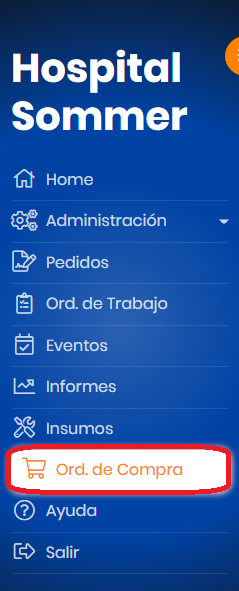 Hospital
Sommer
Home
Administración
Pedidos
Ord. de Trabajo
Eventos
Informes
Insumos
Ord. de Compra
Ayuda
Salir